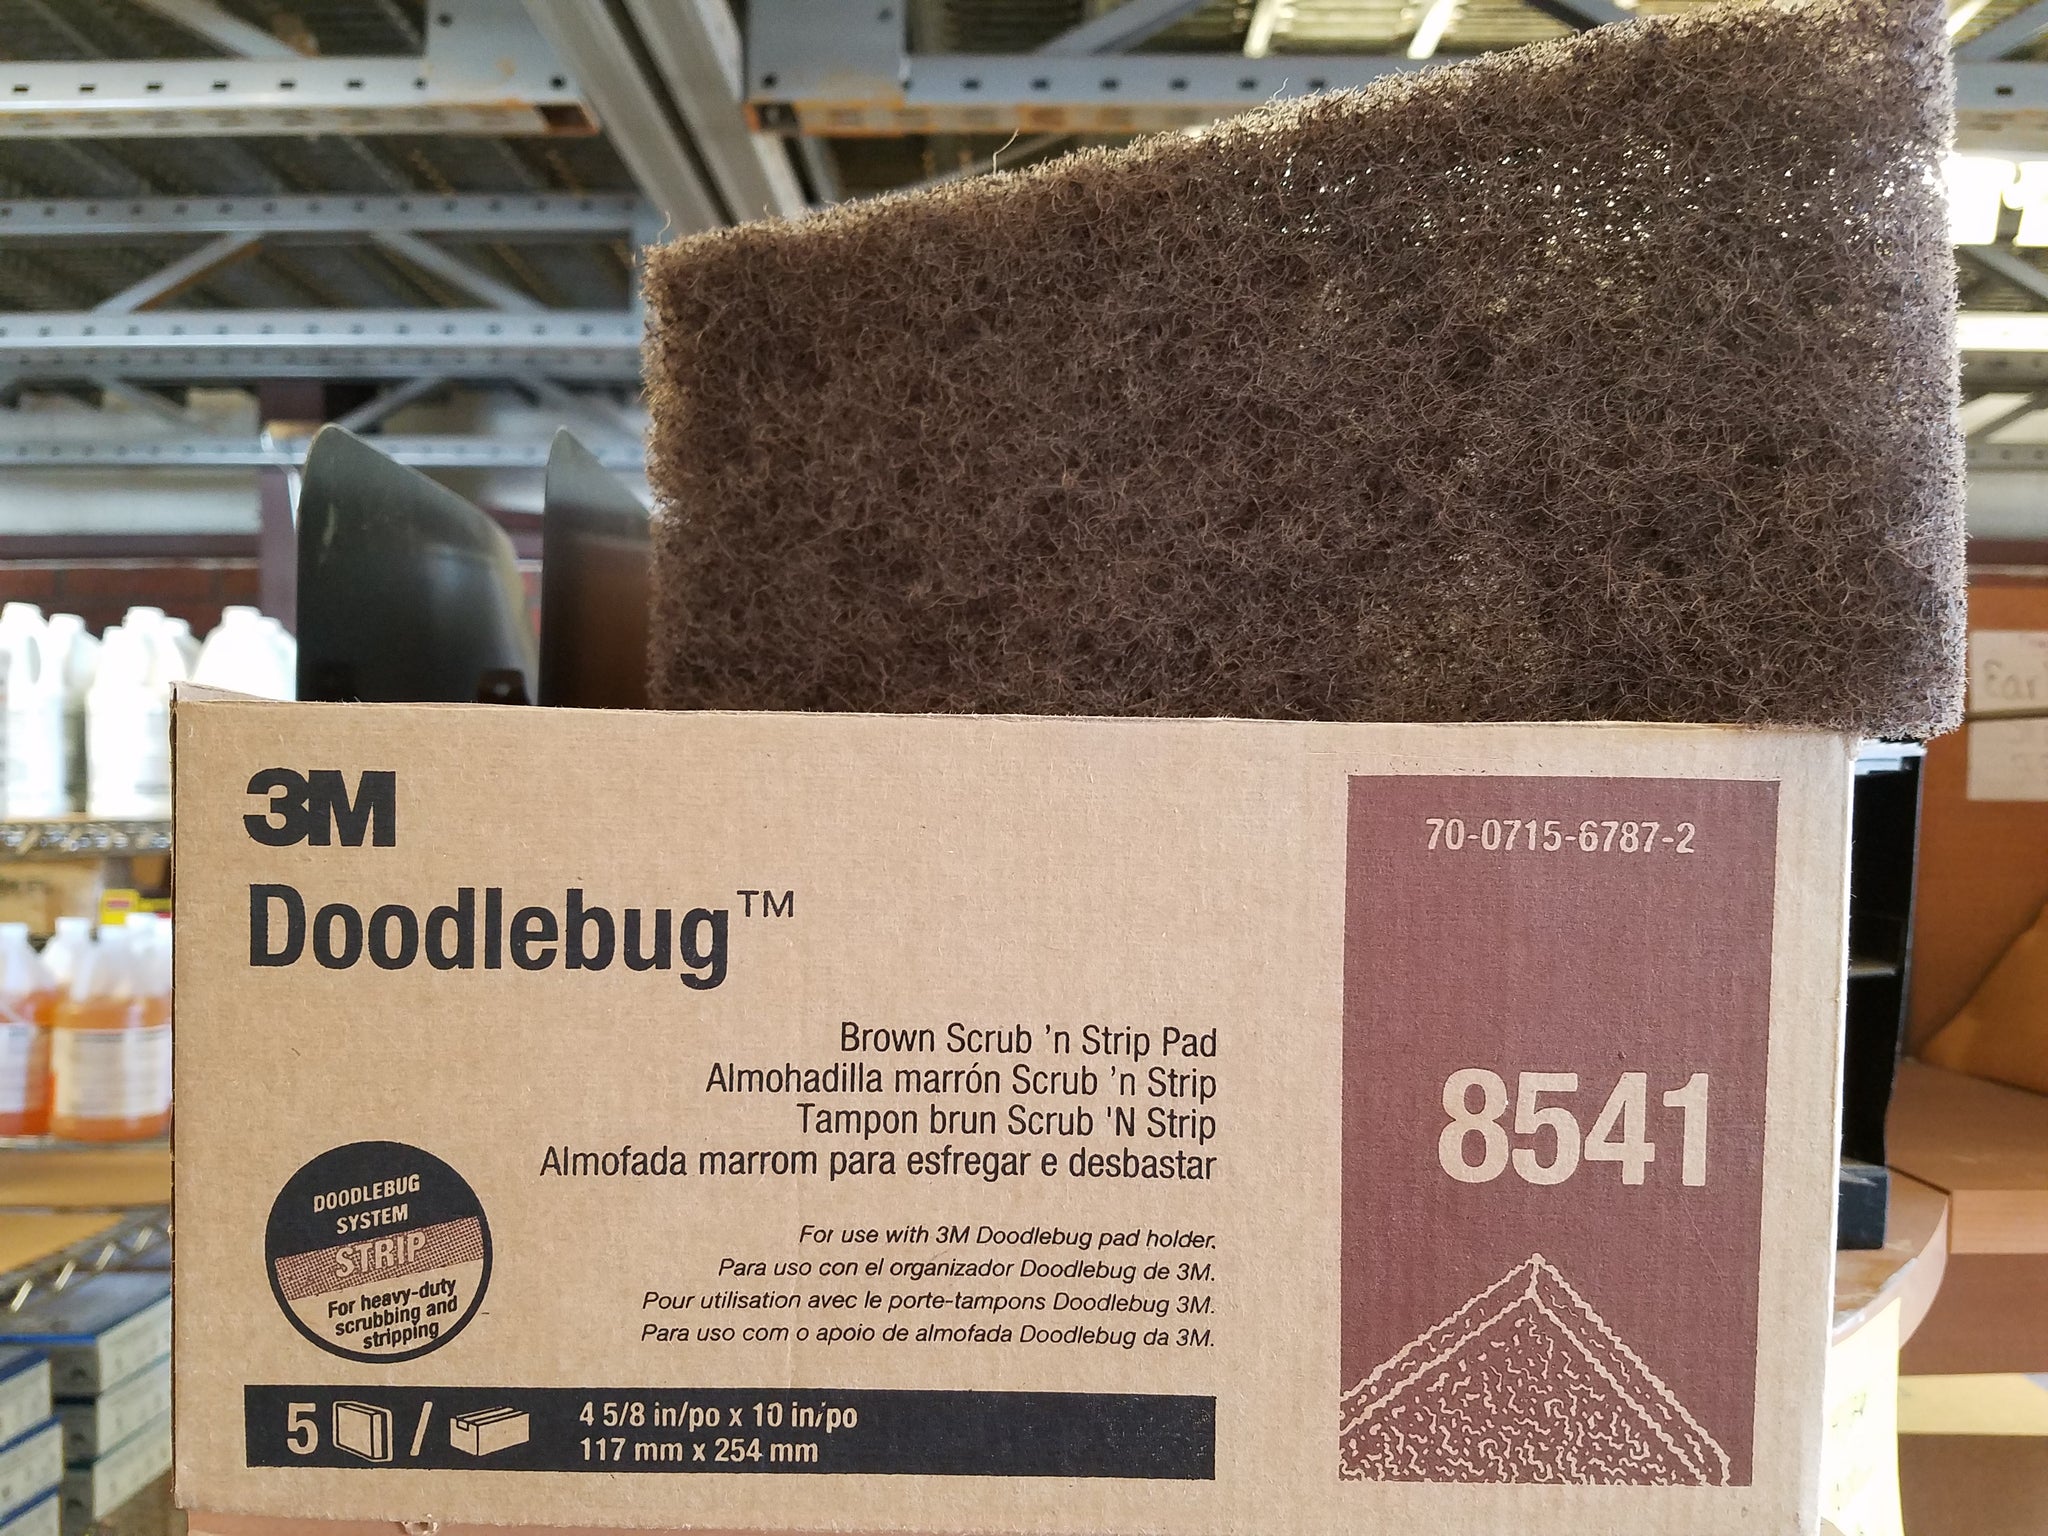 3M
Doodlebug™
Brown Scrub 'n Strip Pad
Almohadilla marrón Scrub 'n Strip
Tampon brun Scrub 'N Strip
Almofada marrom para esfregar e desbastar
For use with 3M Doodlebug pad holder.
Para uso con el organizador Doodlebug de 3M.
Pour utilisation avec le porte-tampons Doodlebug 3M.
Para uso com o apoio de almofada Doodlebug da 3M.
DOODLEBUG
SYSTEM
STRIP
For heavy-duty
scrubbing and
stripping
5 /
4 5/8 in/po x 10 in/po
117 mm x 254 mm
70-0715-6787-2
8541